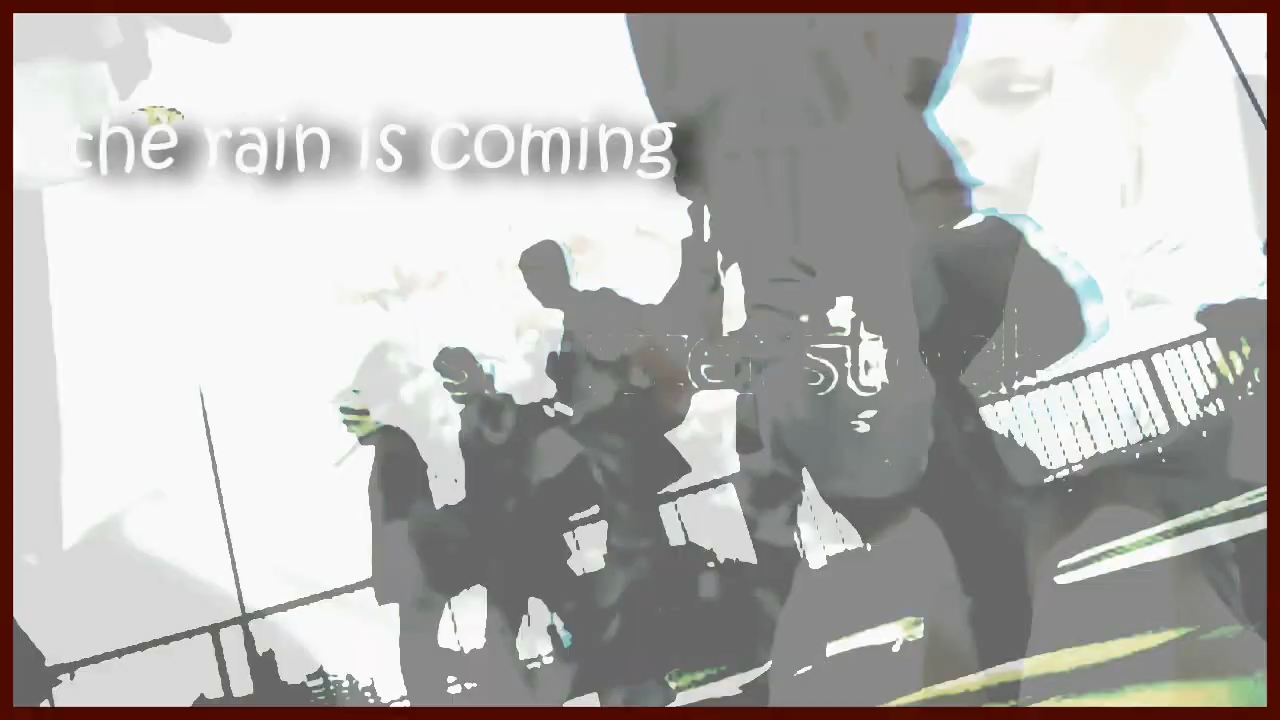 the rain is coming